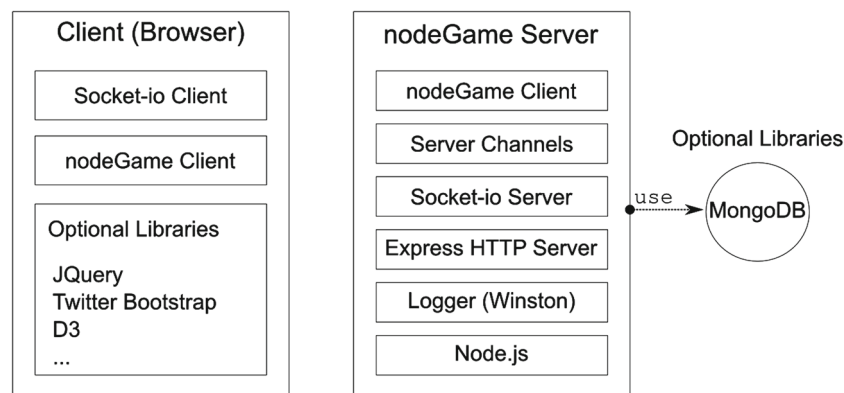 Client (Browser)
Socket-io Client
nodeGame Client
Optional Libraries
JQuery
Twitter Bootstrap
D3
...
nodeGame Server
nodeGame Client
Server Channels
Socket-io Server
Express HTTP Server
Logger (Winston)
Node.js
use
Optional Libraries
MongoDB